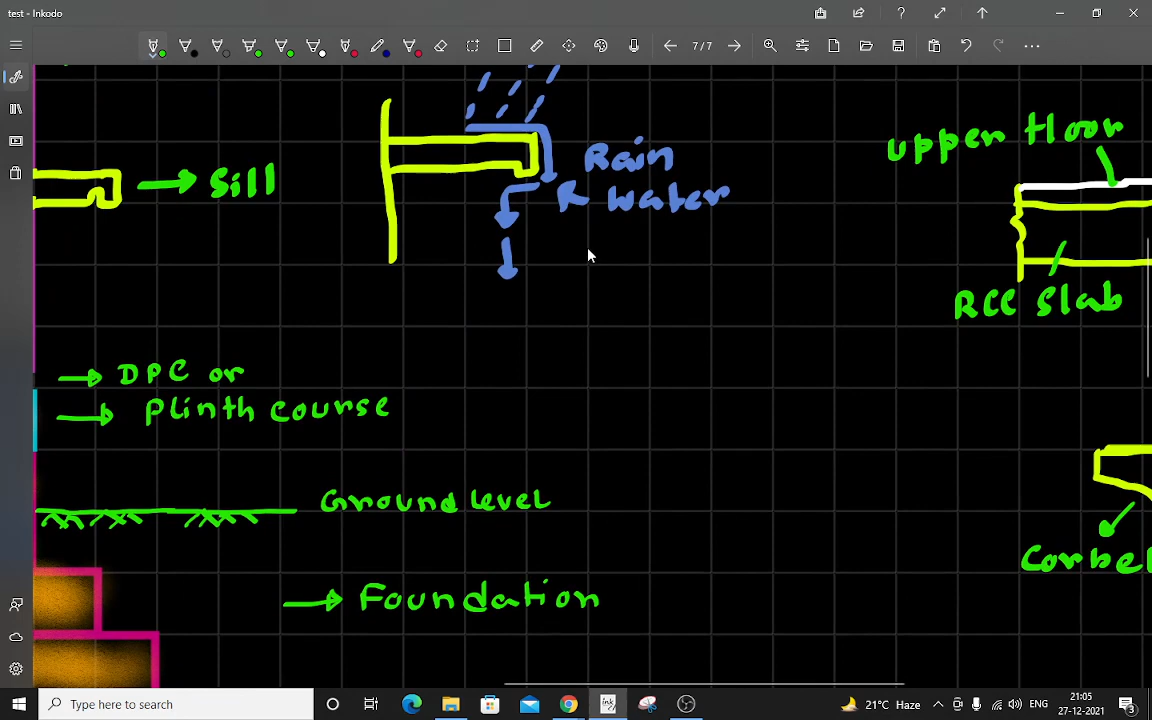 test - Inkodo
7/7
upper floor
Rain
R water
Sill
RCC Slab
DPC or
Plinth course
Ground level
Corbel
Foundation
Type here to search
21°C Haze
ENG
21:05
27-12-2021
3